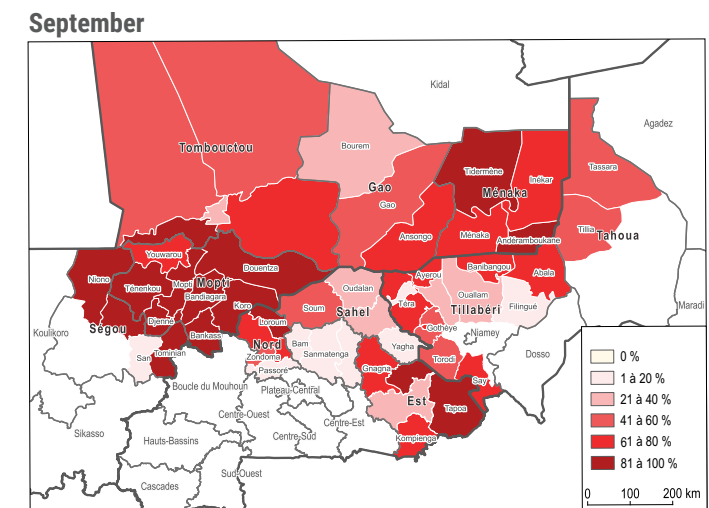 September
Kidal
Agadez
Bourem
Tombouctou
Tassara
Tidermène
Inékar
Gao
Ménaka
Gao
Tillia
Tahoua
Ansongo
Ménaka
Andéramboukane
Youwarou
Douentza
Banibangou
Abala
Niono
Ténenkou
Mopti
Mopti
Bandiagara
Oudalan
Ayerou
Ouallam
Filingué
Maradi
Koro
Soum
Sahel
Téra
Tillabéri
Koulikoro
Ségou
Djenné
Bankass
Loroum
Gothèye
Niamey
San
Tominian
Nord
Zondoma
Bam
Sanmatenga
Yagha
Torodi
Dosso
Passoré
Gnagna
Say
Boucle du Mouhoun
Plateau-Central
Est
Tapoa
Centre-Ouest
Centre-Est
Sikasso
Hauts-Bassins
Centre-Sud
Kompienga
Cascades
Sud-Ouest
0 %
1 à 20 %
21 à 40 %
41 à 60 %
61 à 80 %
81 à 100 %
0 100 200 km